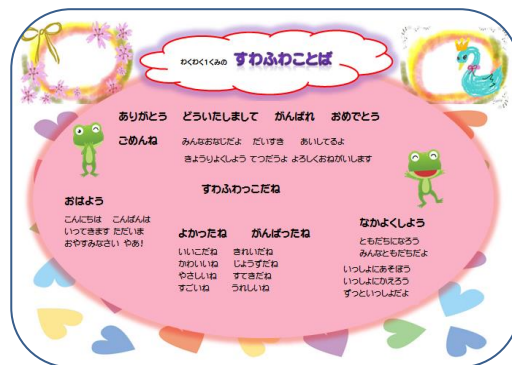 わくわく1くみの すわふわことば
ありがとう どういたしまして がんばれ おめでとう
ごめんね みんなおなじだよ だいすき あいしてるよ
きょうりょくしよう てつだうよ よろしくおねがいします
すわふわっこだね
おはよう
こんにちは こんばんは
いってきます ただいま
おやすみなさい やあ！
よかったね がんばったね
いいこだね きれいだね
かわいいね じょうずだね
やさしいね すてきだね
すごいね うれしいね
なかよくしよう
ともだちになろう
みんなともだちだよ
いっしょにあそぼう
いっしょにかえろう
ずっといっしょだよ